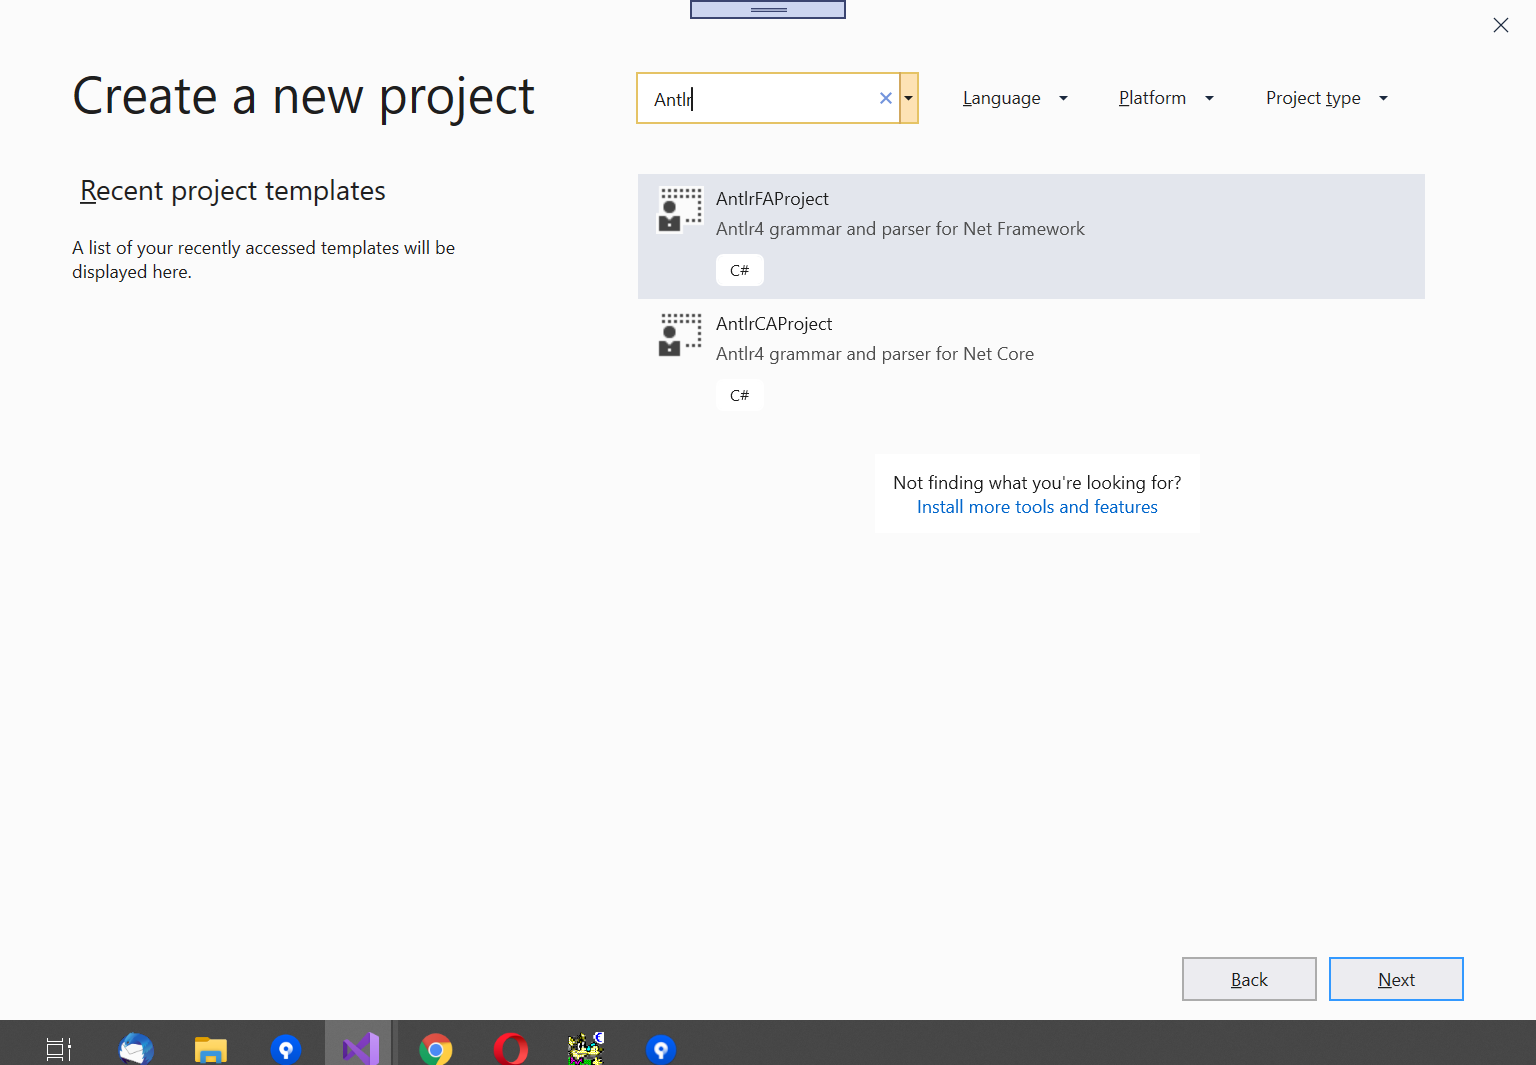 Create a new project
Antlr
Language
Platform
Project type
Recent project templates
A list of your recently accessed templates will be
displayed here.
AntlrFAProject
Antlr4 grammar and parser for Net Framework
C#
AntlrCAProject
Antlr4 grammar and parser for Net Core
C#
Not finding what you're looking for?
Install more tools and features
Back
Next